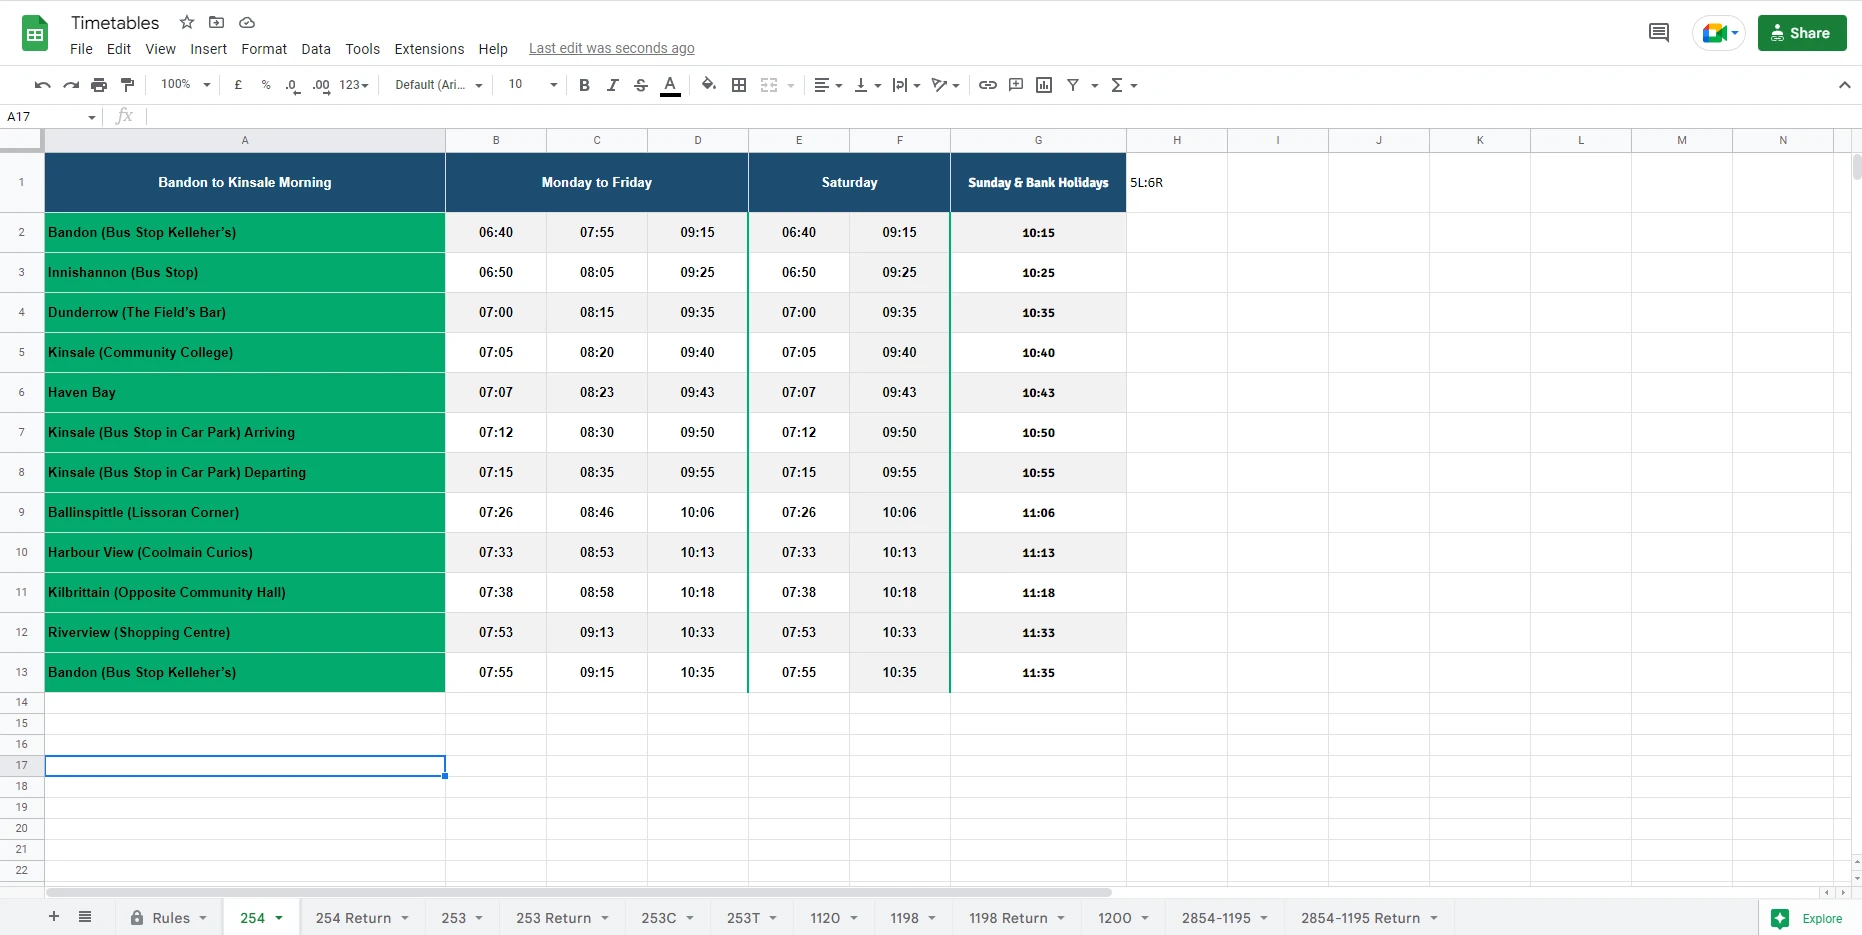 Timetables
File Edit View Insert Format Data Tools Extensions Help Last edit was seconds ago
Share
100% £ % .0 .00 123 Default (Ari... 10 B I S A Σ
A17 fx
A B C D E F G H I J K L M N
1 Bandon to Kinsale Morning Monday to Friday Saturday Sunday & Bank Holidays 5L:6R
2 Bandon (Bus Stop Kelleher's) 06:40 07:55 09:15 06:40 09:15 10:15
3 Innishannon (Bus Stop) 06:50 08:05 09:25 06:50 09:25 10:25
4 Dunderrow (The Field's Bar) 07:00 08:15 09:35 07:00 09:35 10:35
5 Kinsale (Community College) 07:05 08:20 09:40 07:05 09:40 10:40
6 Haven Bay 07:07 08:23 09:43 07:07 09:43 10:43
7 Kinsale (Bus Stop in Car Park) Arriving 07:12 08:30 09:50 07:12 09:50 10:50
8 Kinsale (Bus Stop in Car Park) Departing 07:15 08:35 09:55 07:15 09:55 10:55
9 Ballinspittle (Lissoran Corner) 07:26 08:46 10:06 07:26 10:06 11:06
10 Harbour View (Coolmain Curios) 07:33 08:53 10:13 07:33 10:13 11:13
11 Kilbrittain (Opposite Community Hall) 07:38 08:58 10:18 07:38 10:18 11:18
12 Riverview (Shopping Centre) 07:53 09:13 10:33 07:53 10:33 11:33
13 Bandon (Bus Stop Kelleher's) 07:55 09:15 10:35 07:55 10:35 11:35
14
15
16
17
18
19
20
21
22
+ Rules 254 254 Return 253 253 Return 253C 253T 1120 1198 1198 Return 1200 2854-1195 2854-1195 Return Explore